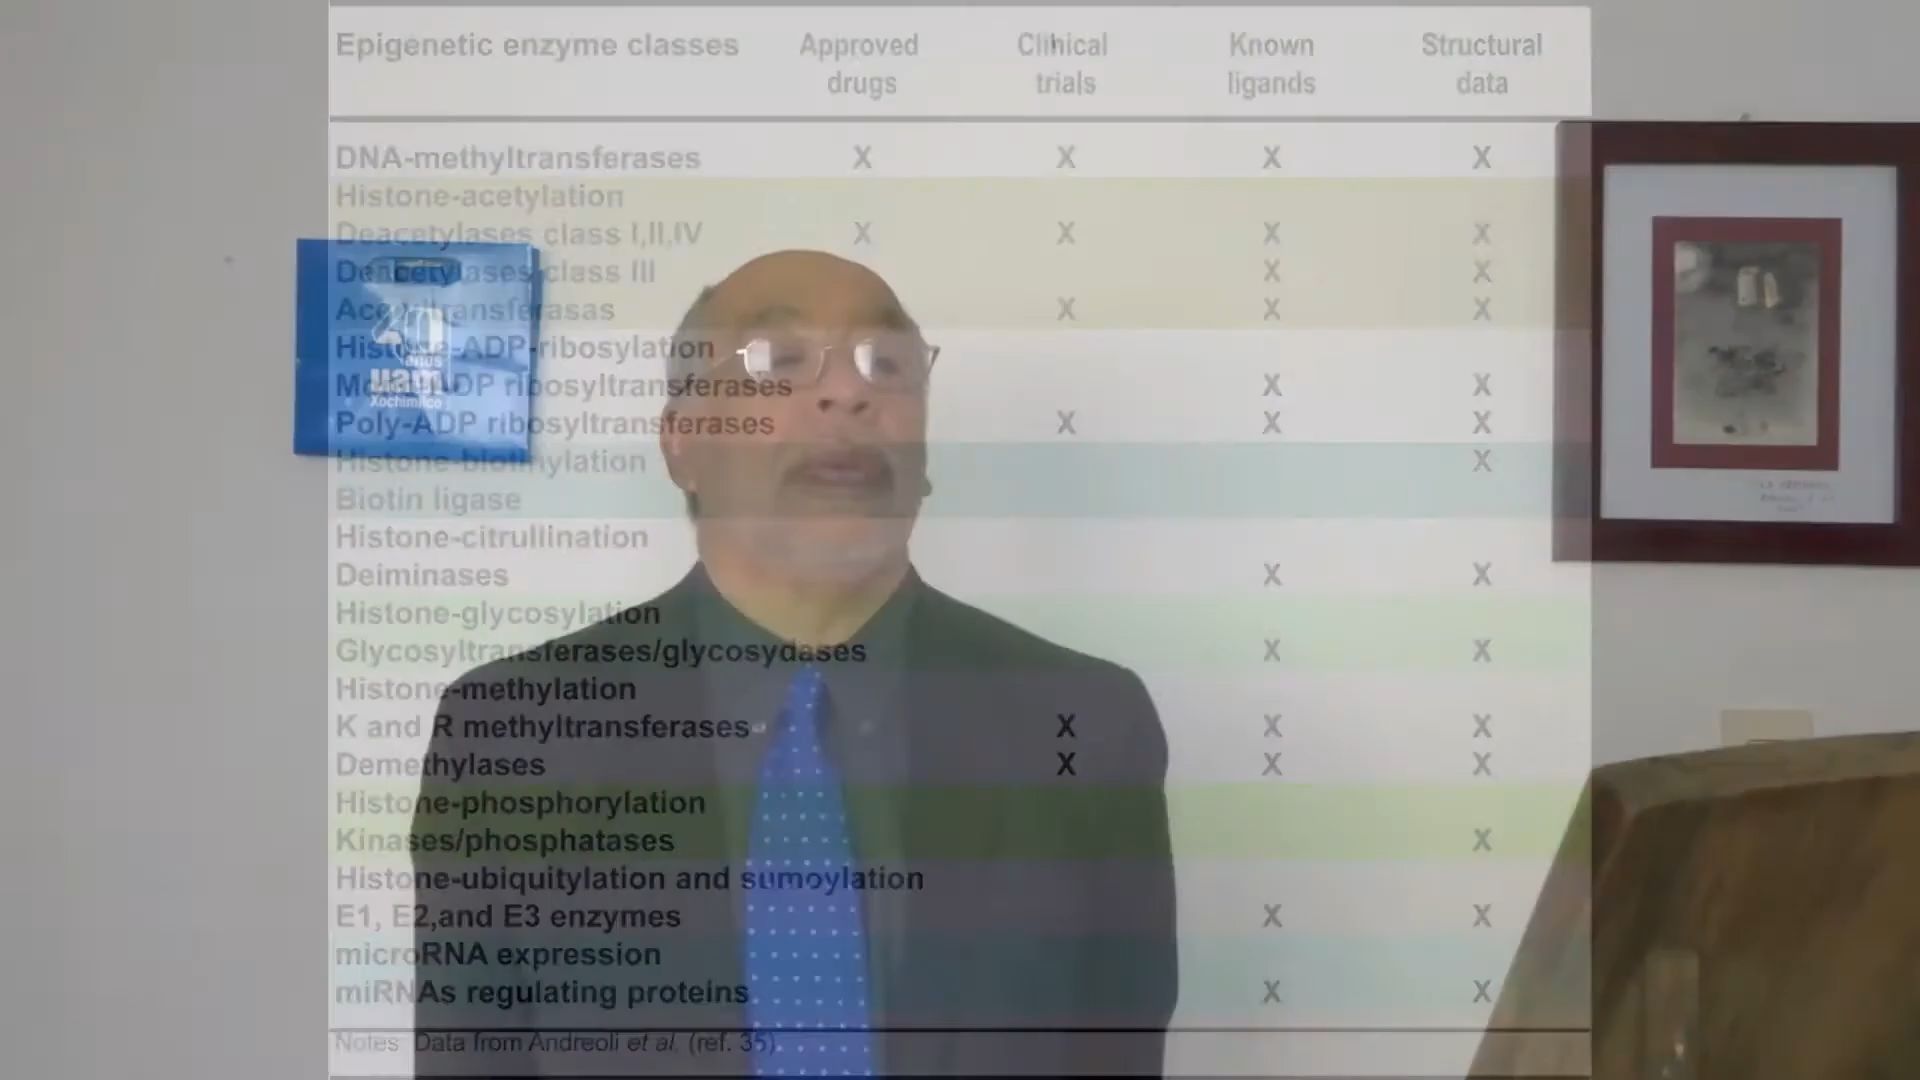 Epigenetic enzyme classes Approved drugs Clinical trials Known ligands Structural data
DNA-methyltransferases X X X X
Histone-acetylation
Deacetylases class I,II,IV X X X X
Deacetylases class III X X
Acetyltransferasas X X X
Histone-ADP-ribosylation
Mono-ADP ribosyltransferases X X
Poly-ADP ribosyltransferases X X X
Histone-biotinylation X
Biotin ligase
Histone-citrullination
Deiminases X X
Histone-glycosylation
Glycosyltransferases/glycosydases X X
Histone-methylation
K and R methyltransferases X X X
Demethylases X X X
Histone-phosphorylation
Kinases/phosphatases X
Histone-ubiquitylation and sumoylation
E1, E2,and E3 enzymes X X
microRNA expression
miRNAs regulating proteins X X
Notes: Data from Andreoli et al. (ref. 35).
años
uam
Xochimilco